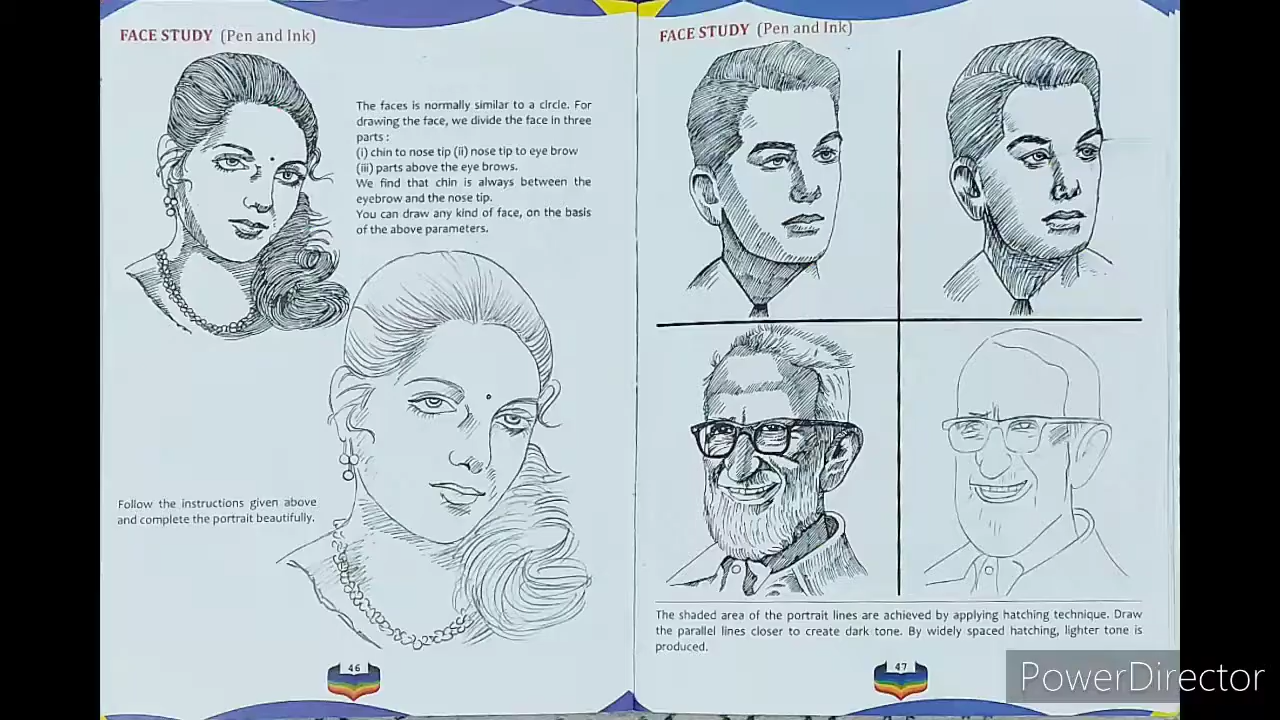 FACE STUDY (Pen and Ink)
The faces is normally similar to a circle. For
drawing the face, we divide the face in three
parts :
(i) chin to nose tip (ii) nose tip to eye brow
(iii) parts above the eye brows.
We find that chin is always between the
eyebrow and the nose tip.
You can draw any kind of face, on the basis
of the above parameters.
Follow the instructions given above
and complete the portrait beautifully.
46
FACE STUDY (Pen and Ink)
The shaded area of the portrait lines are achieved by applying hatching technique. Draw
the parallel lines closer to create dark tone. By widely spaced hatching, lighter tone is
produced.
47
PowerDirector